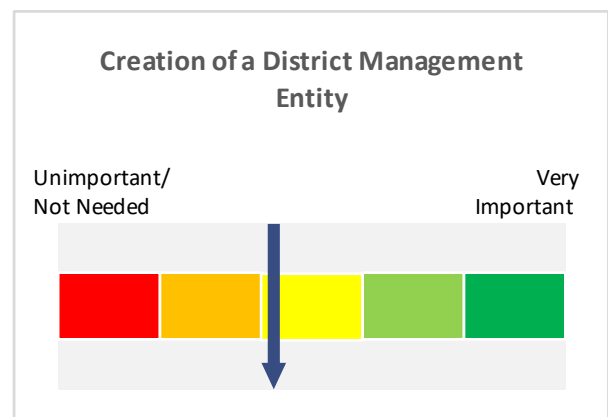 Creation of a District Management
Entity
Unimportant/
Not Needed
Very
Important